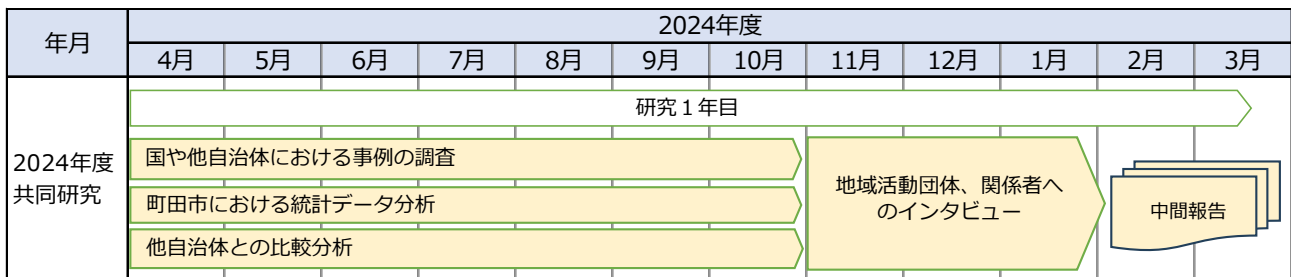 年月
2024年度
4月 5月 6月 7月 8月 9月 10月 11月 12月 1月 2月 3月
研究1年目
2024年度
共同研究
国や他自治体における事例の調査
町田市における統計データ分析
他自治体との比較分析
地域活動団体、関係者へ
のインタビュー
中間報告